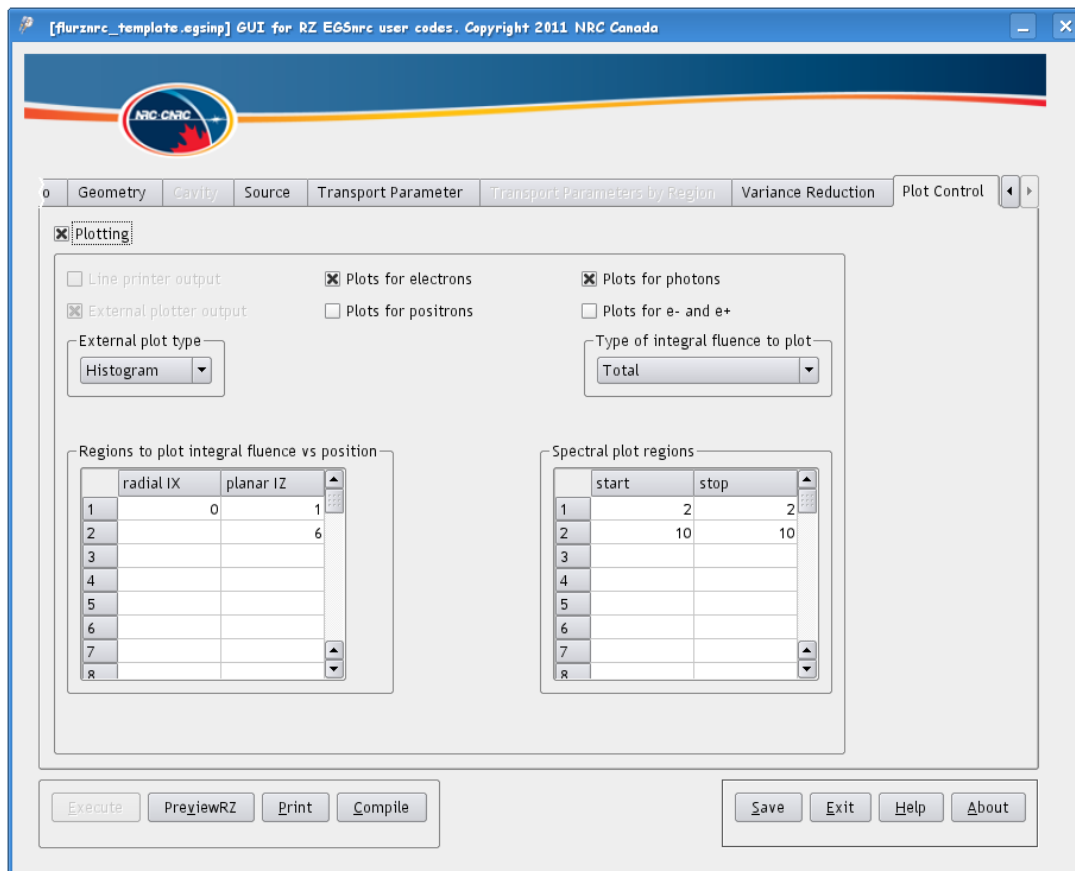 [flurznrc_template.egsinp] GUI for RZ EGSnrc user codes. Copyright 2011 NRC Canada
NRC·CNRC
o Geometry Cavity Source Transport Parameter Transport Parameters by Region Variance Reduction Plot Control
Plotting
Line printer output Plots for electrons Plots for photons
External plotter output Plots for positrons Plots for e- and e+
External plot type Type of integral fluence to plot
Histogram Total
Regions to plot integral fluence vs position Spectral plot regions
radial IX planar IZ start stop
1 0 1 1 2 2
2 6 2 10 10
3 3
4 4
5 5
6 6
7 7
8 8
Execute PreviewRZ Print Compile Save Exit Help About